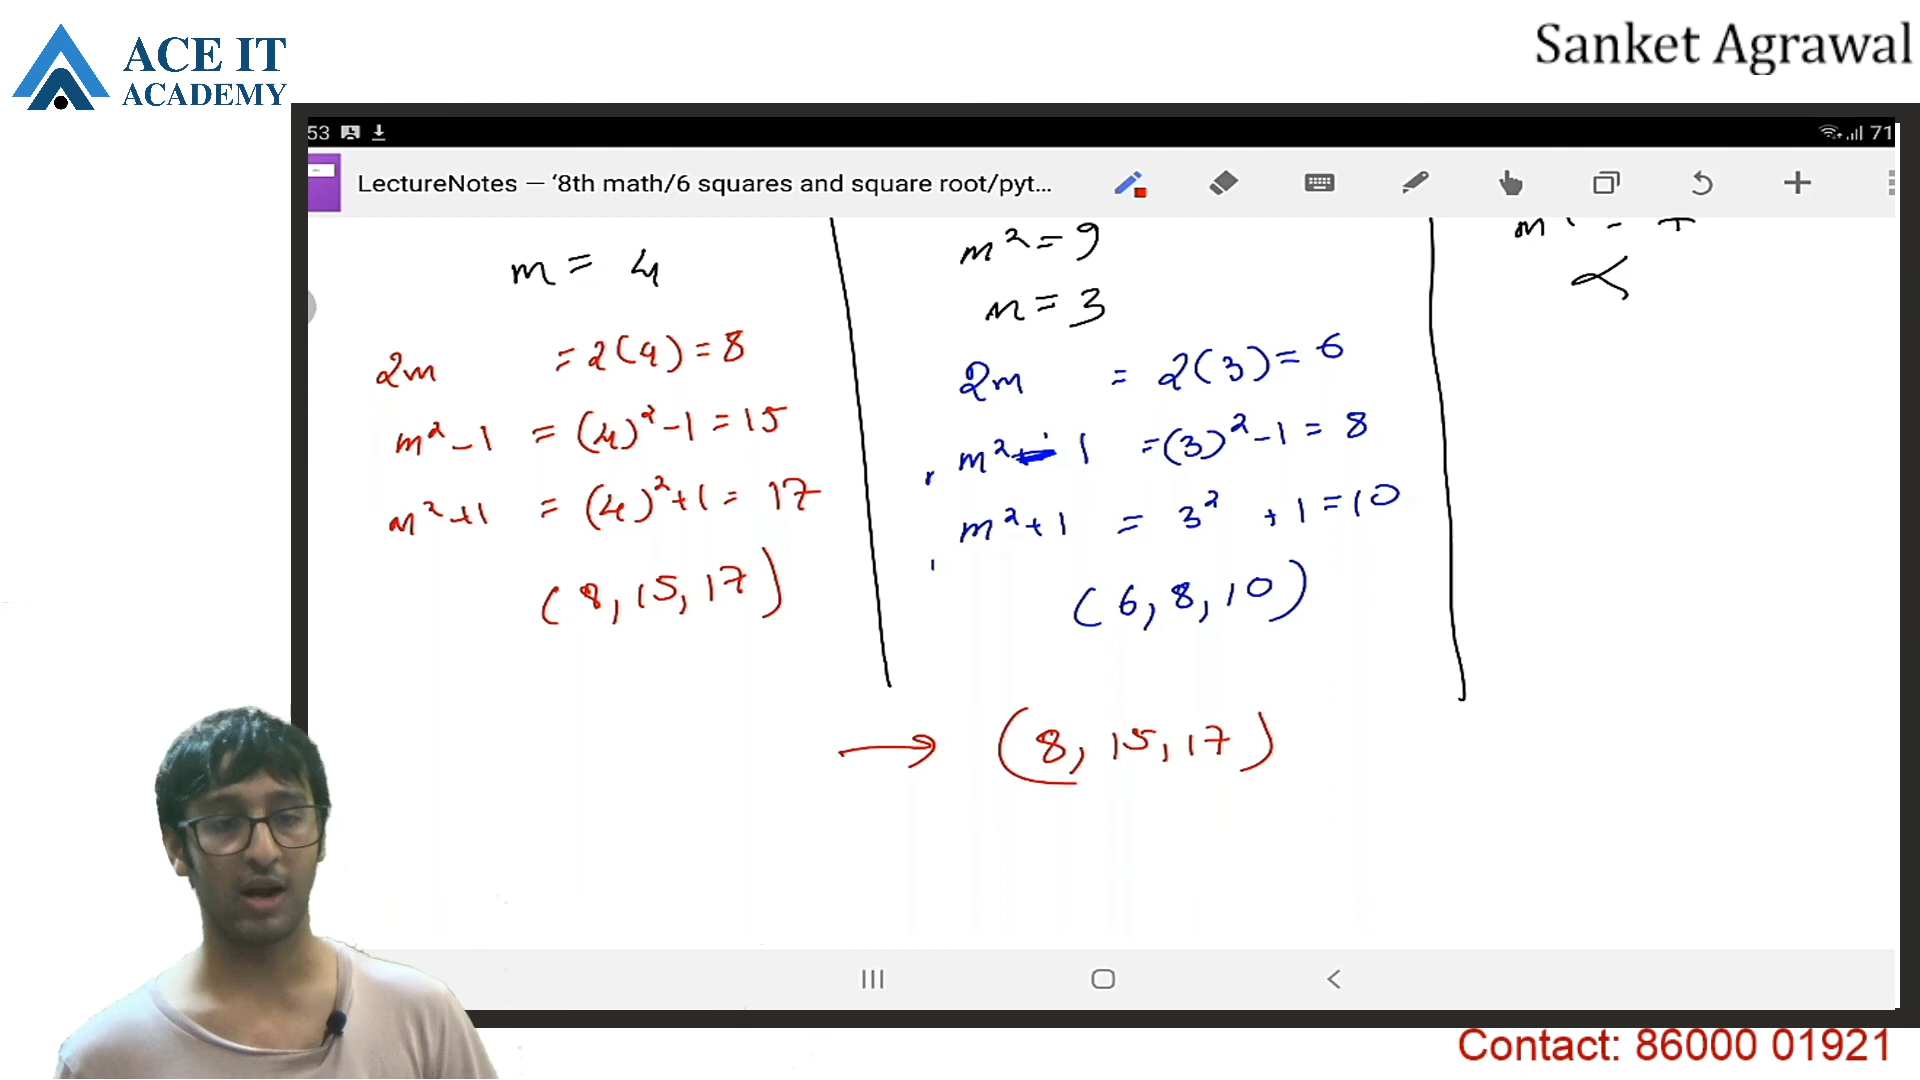 ACE IT
ACADEMY
Sanket Agrawal
53
71
LectureNotes — ‘8th math/6 squares and square root/pyt...
m = 4
2m = 2(4) = 8
m²-1 = (4)²-1 = 15
m²+1 = (4)²+1 = 17
(8, 15, 17)
m² = 9
m = 3
2m = 2(3) = 6
m² - 1 = (3)²-1 = 8
m²+1 = 3² +1 = 10
(6, 8, 10)
→ (8, 15, 17)
Contact: 86000 01921